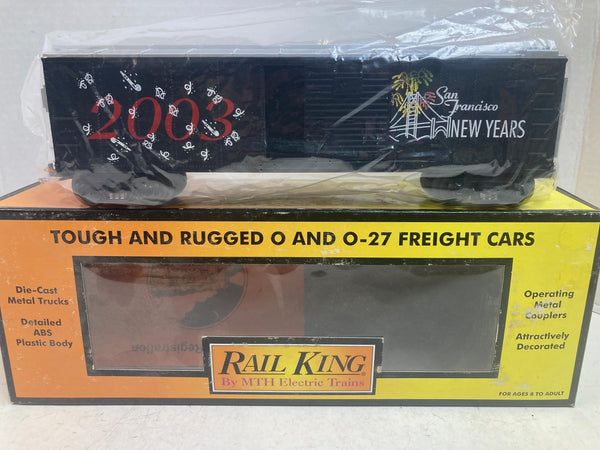 2003
San
Francisco
NEW YEARS
TOUGH AND RUGGED O AND O-27 FREIGHT CARS
Die-Cast
Metal Trucks
Detailed
ABS
Plastic Body
Operating
Metal
Couplers
Attractively
Decorated
Registration
RAIL KING
By MTH Electric Trains
FOR AGES 8 TO ADULT